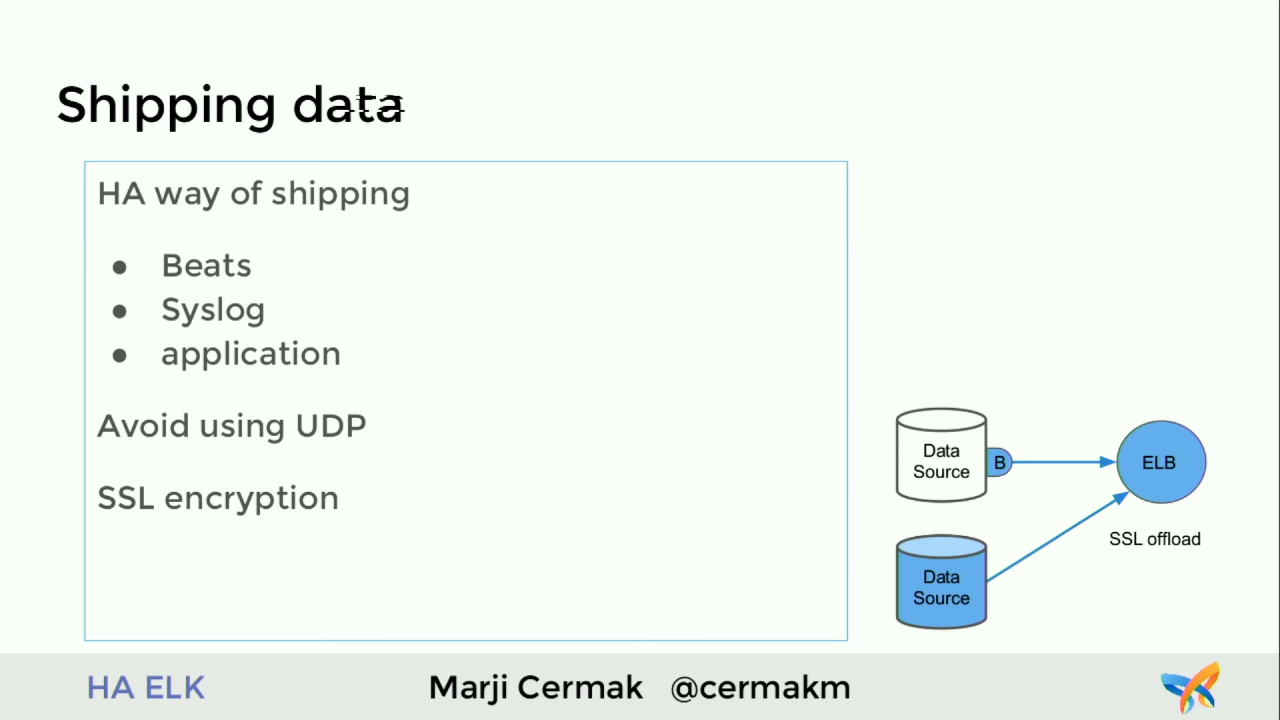 Shipping data
HA way of shipping
● Beats
● Syslog
● application
Avoid using UDP
SSL encryption
Data
Source
B
ELB
SSL offload
Data
Source
HA ELK
Marji Cermak @cermakm